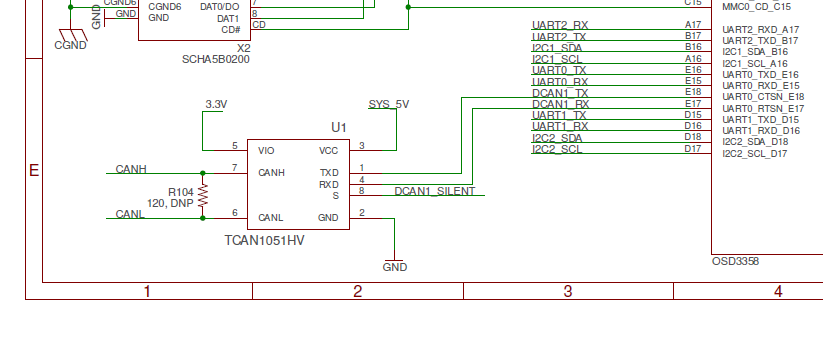 CGND6 CGND6 DAT0/DO 7
GND GND GND DAT1 8
CD# CD
CGND
X2
SCHA5B0200
C15 MMC0_CD_C15
UART2_RX A17 UART2_RXD_A17
UART2_TX B17 UART2_TXD_B17
I2C1_SDA B16 I2C1_SDA_B16
I2C1_SCL A16 I2C1_SCL_A16
UART0_TX E16 UART0_TXD_E16
UART0_RX E15 UART0_RXD_E15
DCAN1_TX E18 UART0_CTSN_E18
DCAN1_RX E17 UART0_RTSN_E17
UART1_TX D15 UART1_TXD_D15
UART1_RX D16 UART1_RXD_D16
I2C2_SDA D18 I2C2_SDA_D18
I2C2_SCL D17 I2C2_SCL_D17
3.3V SYS_5V
U1
5 VIO VCC 3
E
CANH 7 CANH TXD 1
RXD 4
R104
120, DNP
S 8 DCAN1_SILENT
CANL 6 CANL GND 2
TCAN1051HV
GND
OSD3358
1 2 3 4